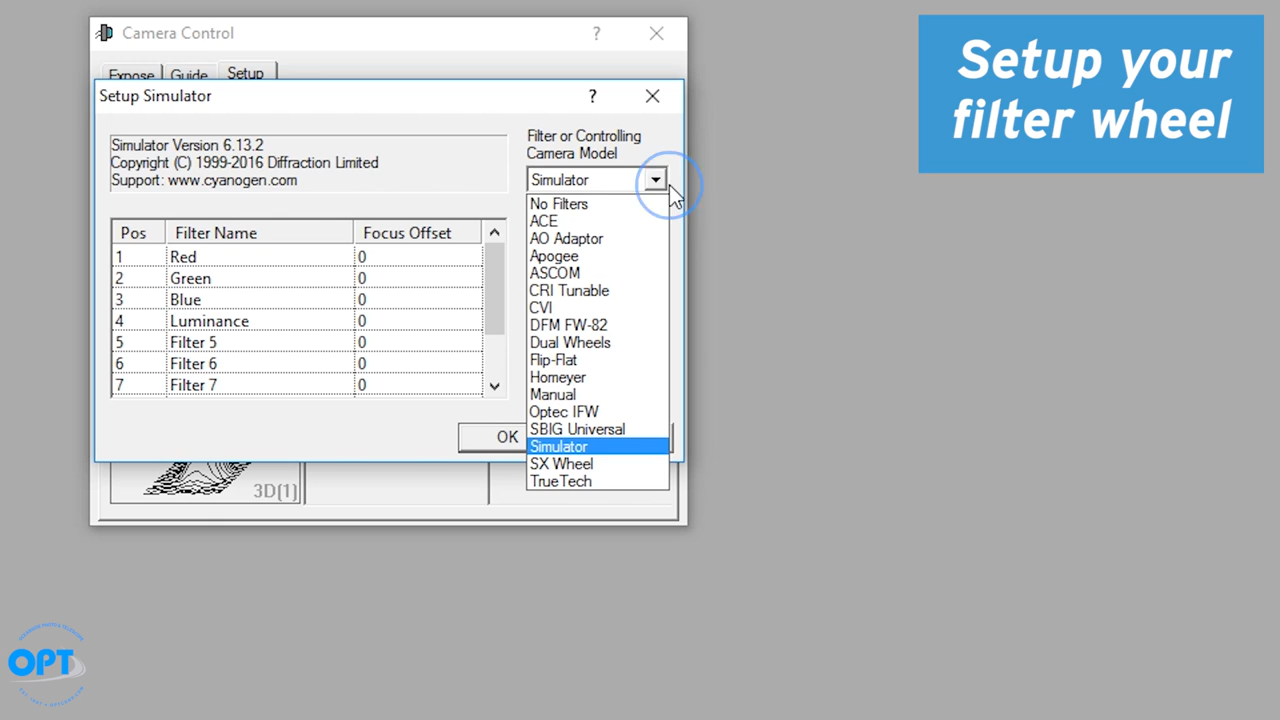 Camera Control
?
Expose
Guide
Setup
Setup Simulator
?
Simulator Version 6.13.2
Copyright (C) 1999-2016 Diffraction Limited
Support: www.cyanogen.com
Filter or Controlling
Camera Model
Simulator
No Filters
ACE
AO Adaptor
Apogee
ASCOM
CRI Tunable
CVI
DFM FW-82
Dual Wheels
Flip-Flat
Homeyer
Manual
Optec IFW
SBIG Universal
Simulator
SX Wheel
TrueTech
Pos Filter Name Focus Offset
1 Red 0
2 Green 0
3 Blue 0
4 Luminance 0
5 Filter 5 0
6 Filter 6 0
7 Filter 7 0
OK
3D[1]
Setup your
filter wheel
OPT